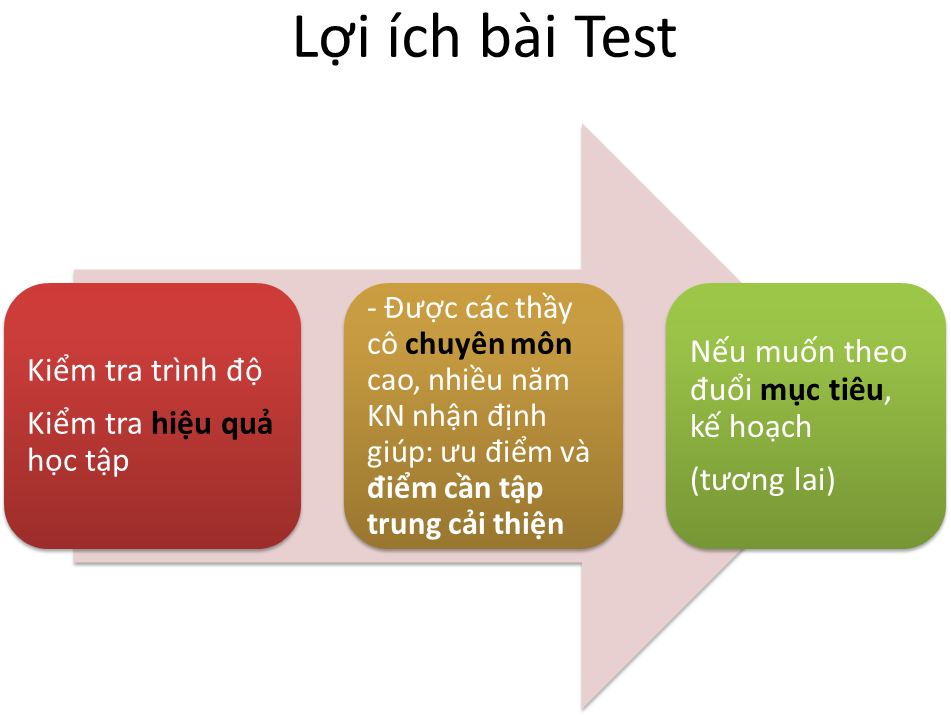 Lợi ích bài Test
Kiểm tra trình độ
Kiểm tra hiệu quả
học tập
- Được các thầy
cô chuyên môn
cao, nhiều năm
KN nhận định
giúp: ưu điểm và
điểm cần tập
trung cải thiện
Nếu muốn theo
đuổi mục tiêu,
kế hoạch
(tương lai)